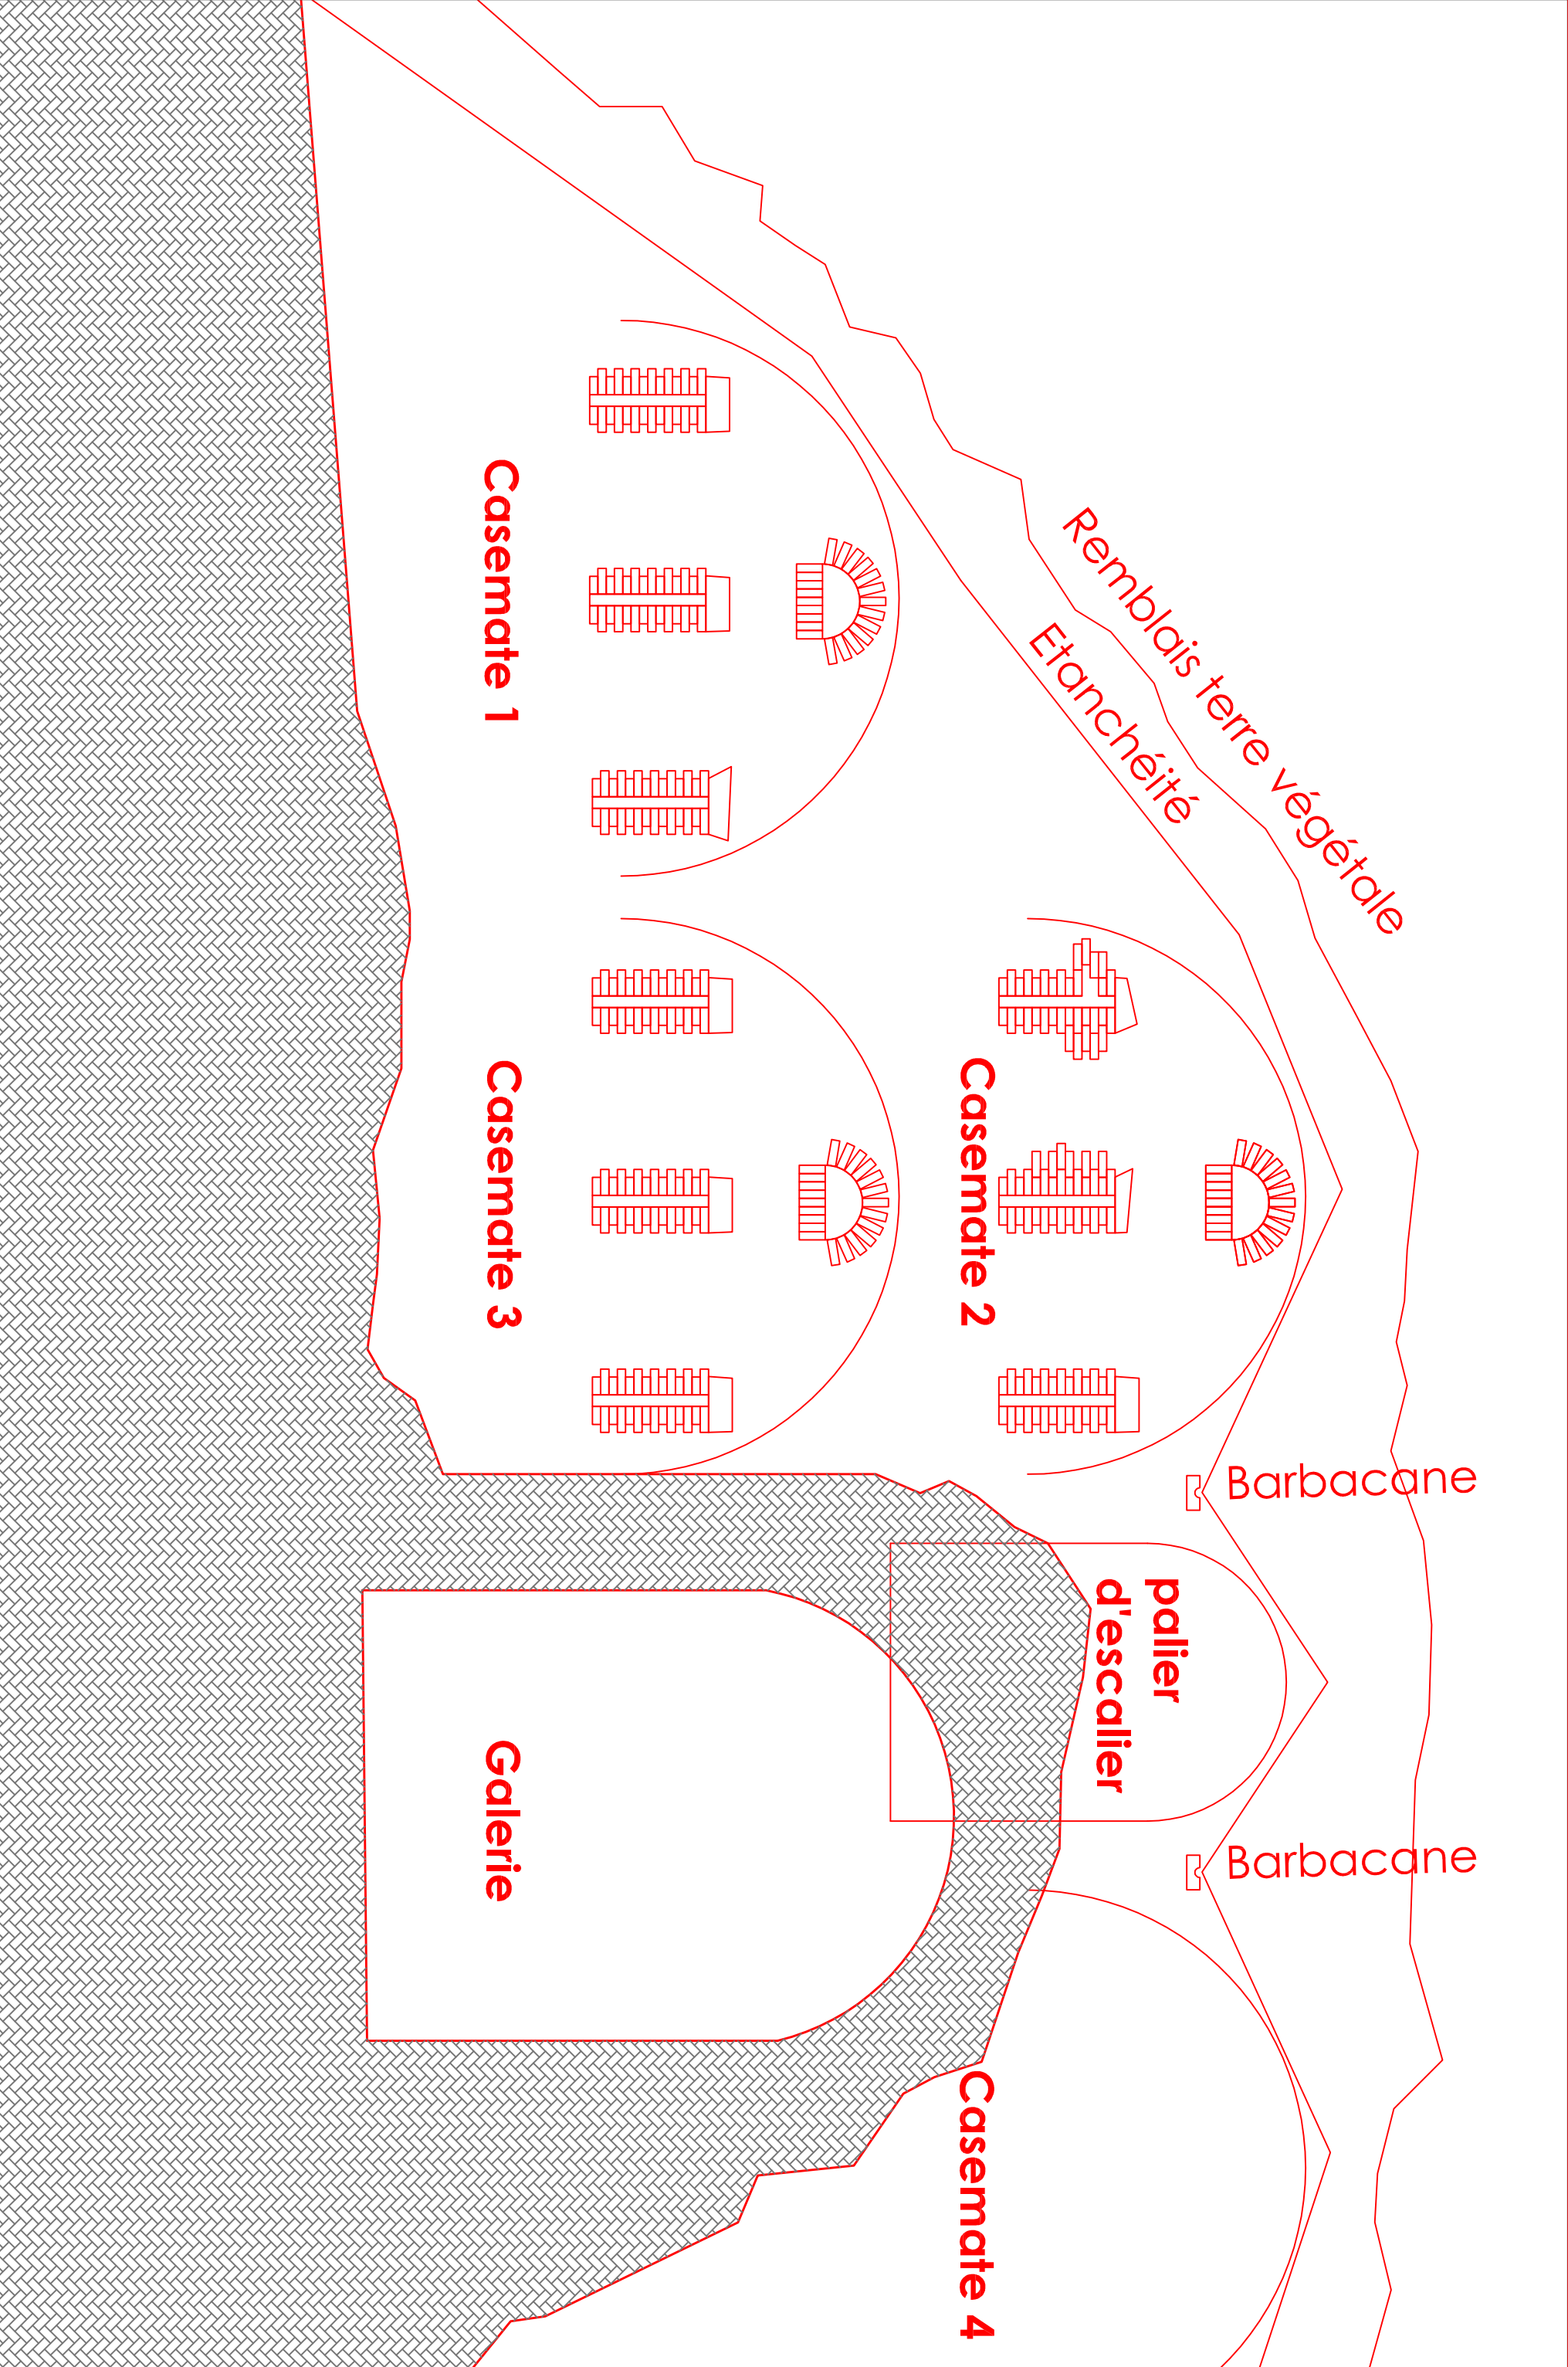 Remblais terre végétale
Etanchéité
Casemate 1
Casemate 2
Casemate 3
Barbacane
palier
d'escalier
Galerie
Barbacane
Casemate 4